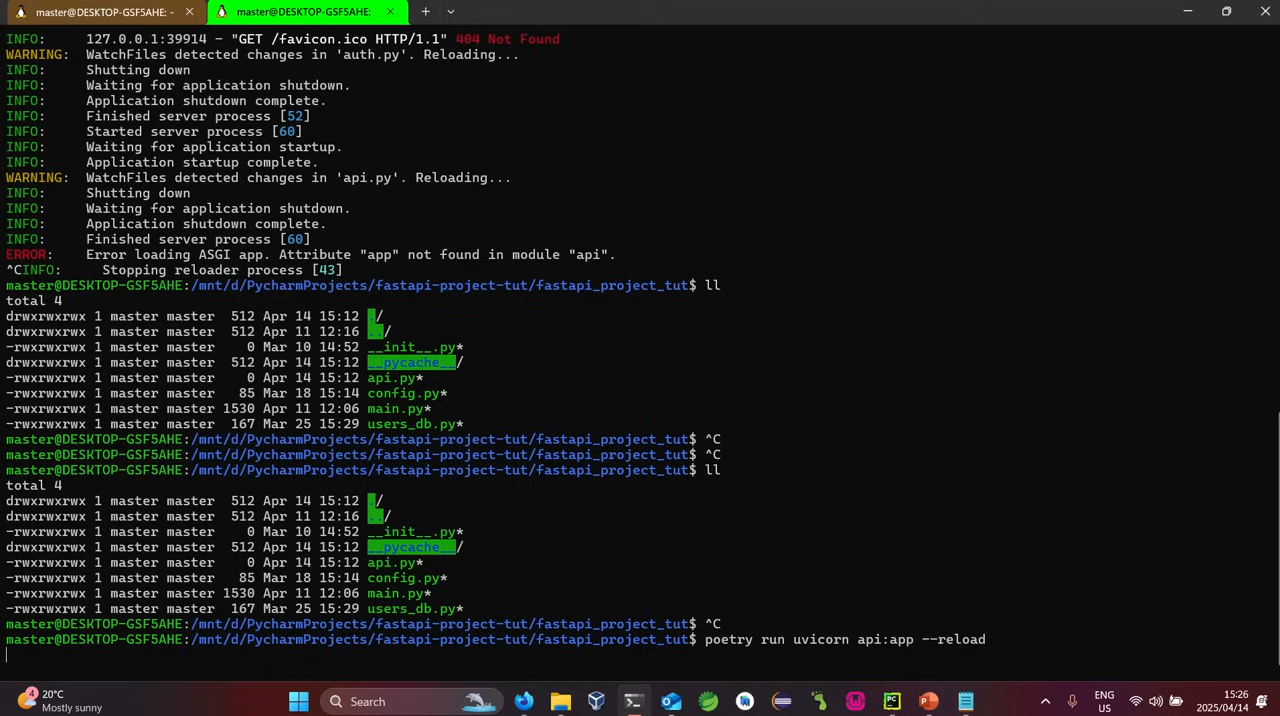 master@DESKTOP-GSF5AHE: ~
master@DESKTOP-GSF5AHE:
INFO:     127.0.0.1:39914 - "GET /favicon.ico HTTP/1.1" 404 Not Found
WARNING:  WatchFiles detected changes in 'auth.py'. Reloading...
INFO:     Shutting down
INFO:     Waiting for application shutdown.
INFO:     Application shutdown complete.
INFO:     Finished server process [52]
INFO:     Started server process [60]
INFO:     Waiting for application startup.
INFO:     Application startup complete.
WARNING:  WatchFiles detected changes in 'api.py'. Reloading...
INFO:     Shutting down
INFO:     Waiting for application shutdown.
INFO:     Application shutdown complete.
INFO:     Finished server process [60]
ERROR:    Error loading ASGI app. Attribute "app" not found in module "api".
^CINFO:     Stopping reloader process [43]
master@DESKTOP-GSF5AHE:/mnt/d/PycharmProjects/fastapi-project-tut/fastapi_project_tut$ ll
total 4
drwxrwxrwx 1 master master  512 Apr 14 15:12 ./
drwxrwxrwx 1 master master  512 Apr 11 12:16 ../
-rwxrwxrwx 1 master master    0 Mar 10 14:52 __init__.py*
drwxrwxrwx 1 master master  512 Apr 14 15:12 __pycache__/
-rwxrwxrwx 1 master master    0 Apr 14 15:12 api.py*
-rwxrwxrwx 1 master master   85 Mar 18 15:14 config.py*
-rwxrwxrwx 1 master master 1530 Apr 11 12:06 main.py*
-rwxrwxrwx 1 master master  167 Mar 25 15:29 users_db.py*
master@DESKTOP-GSF5AHE:/mnt/d/PycharmProjects/fastapi-project-tut/fastapi_project_tut$ ^C
master@DESKTOP-GSF5AHE:/mnt/d/PycharmProjects/fastapi-project-tut/fastapi_project_tut$ ^C
master@DESKTOP-GSF5AHE:/mnt/d/PycharmProjects/fastapi-project-tut/fastapi_project_tut$ ll
total 4
drwxrwxrwx 1 master master  512 Apr 14 15:12 ./
drwxrwxrwx 1 master master  512 Apr 11 12:16 ../
-rwxrwxrwx 1 master master    0 Mar 10 14:52 __init__.py*
drwxrwxrwx 1 master master  512 Apr 14 15:12 __pycache__/
-rwxrwxrwx 1 master master    0 Apr 14 15:12 api.py*
-rwxrwxrwx 1 master master   85 Mar 18 15:14 config.py*
-rwxrwxrwx 1 master master 1530 Apr 11 12:06 main.py*
-rwxrwxrwx 1 master master  167 Mar 25 15:29 users_db.py*
master@DESKTOP-GSF5AHE:/mnt/d/PycharmProjects/fastapi-project-tut/fastapi_project_tut$ ^C
master@DESKTOP-GSF5AHE:/mnt/d/PycharmProjects/fastapi-project-tut/fastapi_project_tut$ poetry run uvicorn api:app --reload
4
20°C
Mostly sunny
Search
PC
ENG
US
15:26
2025/04/14